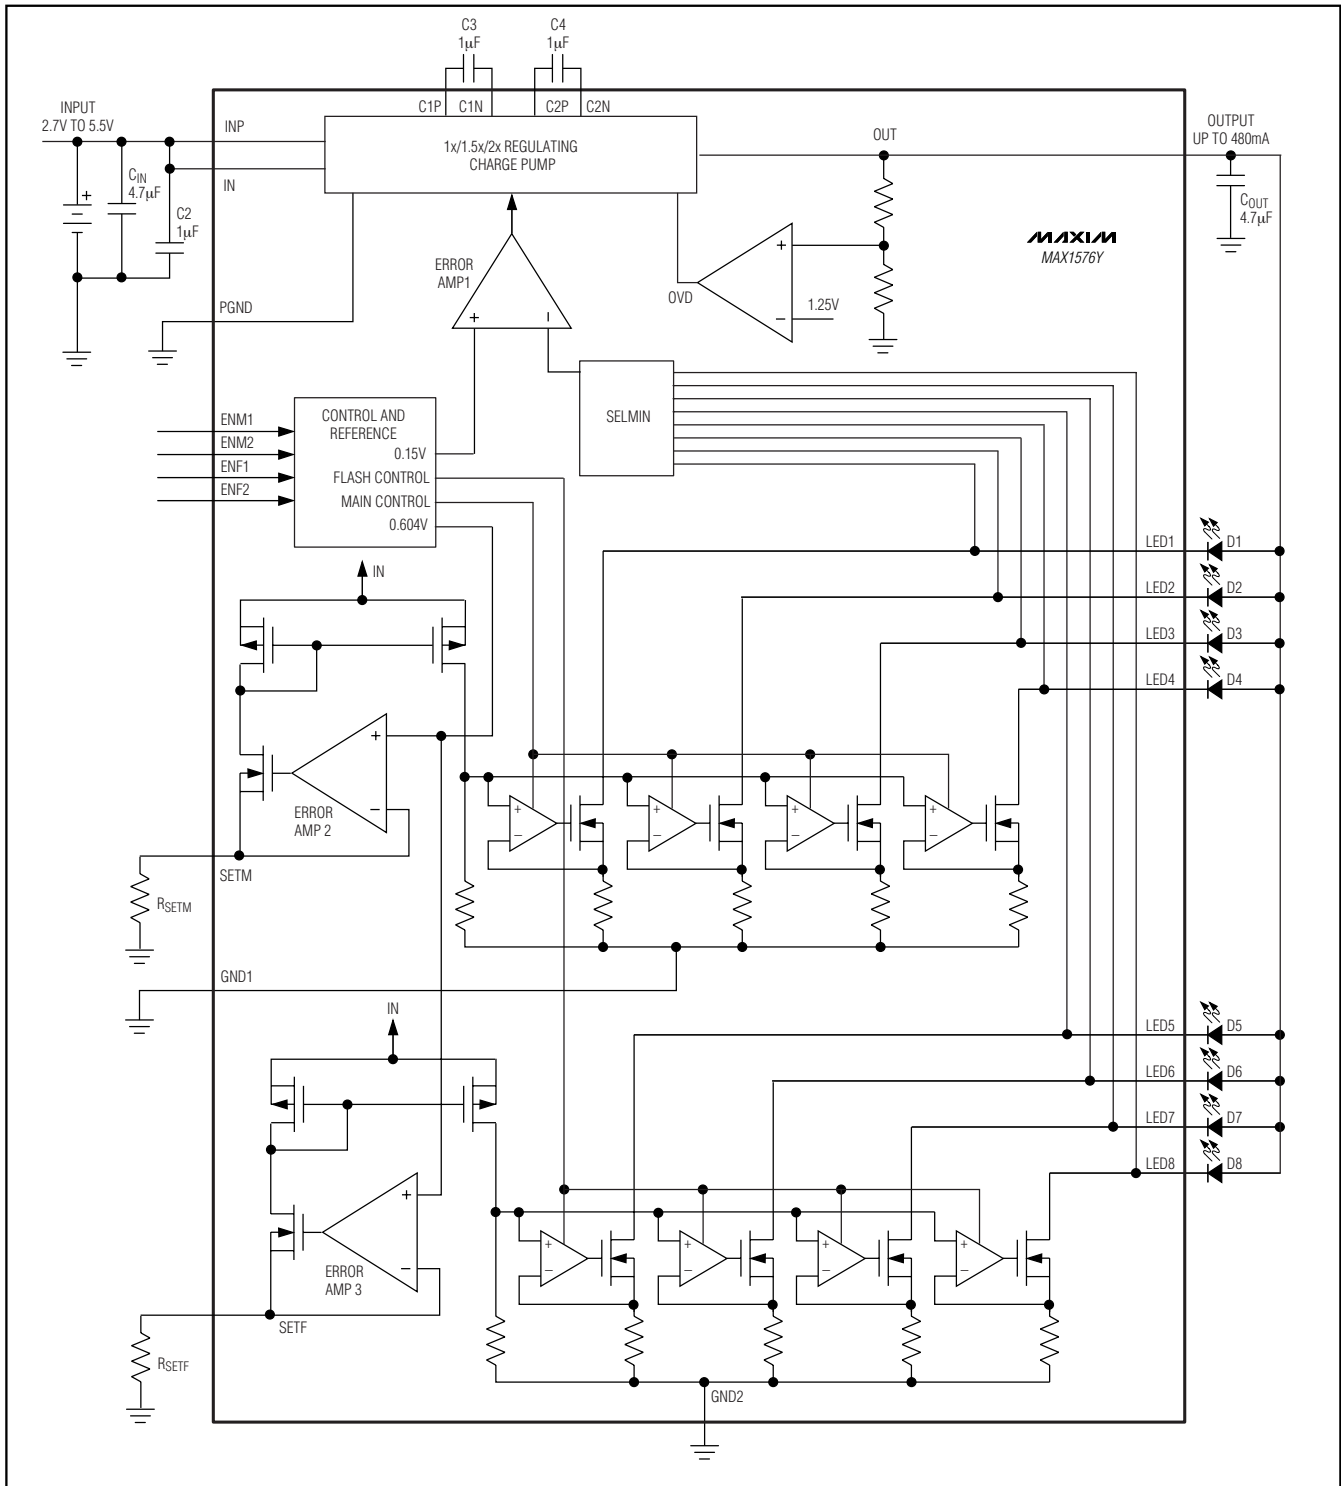 C3
1µF
C4
1µF
INPUT
2.7V TO 5.5V
C1P
C1N
C2P
C2N
INP
IN
1x/1.5x/2x REGULATING
CHARGE PUMP
OUT
OUTPUT
UP TO 480mA
CIN
4.7µF
+
C2
1µF
COUT
4.7µF
MAXIM
MAX1576Y
ERROR
AMP1
+
−
OVD
+
−
1.25V
PGND
SELMIN
ENM1
ENM2
ENF1
ENF2
CONTROL AND
REFERENCE
0.15V
FLASH CONTROL
MAIN CONTROL
0.604V
IN
LED1
D1
LED2
D2
LED3
D3
LED4
D4
+
−
ERROR
AMP 2
+
−
+
−
+
−
+
−
SETM
RSETM
GND1
IN
LED5
D5
LED6
D6
LED7
D7
LED8
D8
+
−
ERROR
AMP 3
+
−
+
−
+
−
+
−
SETF
RSETF
GND2